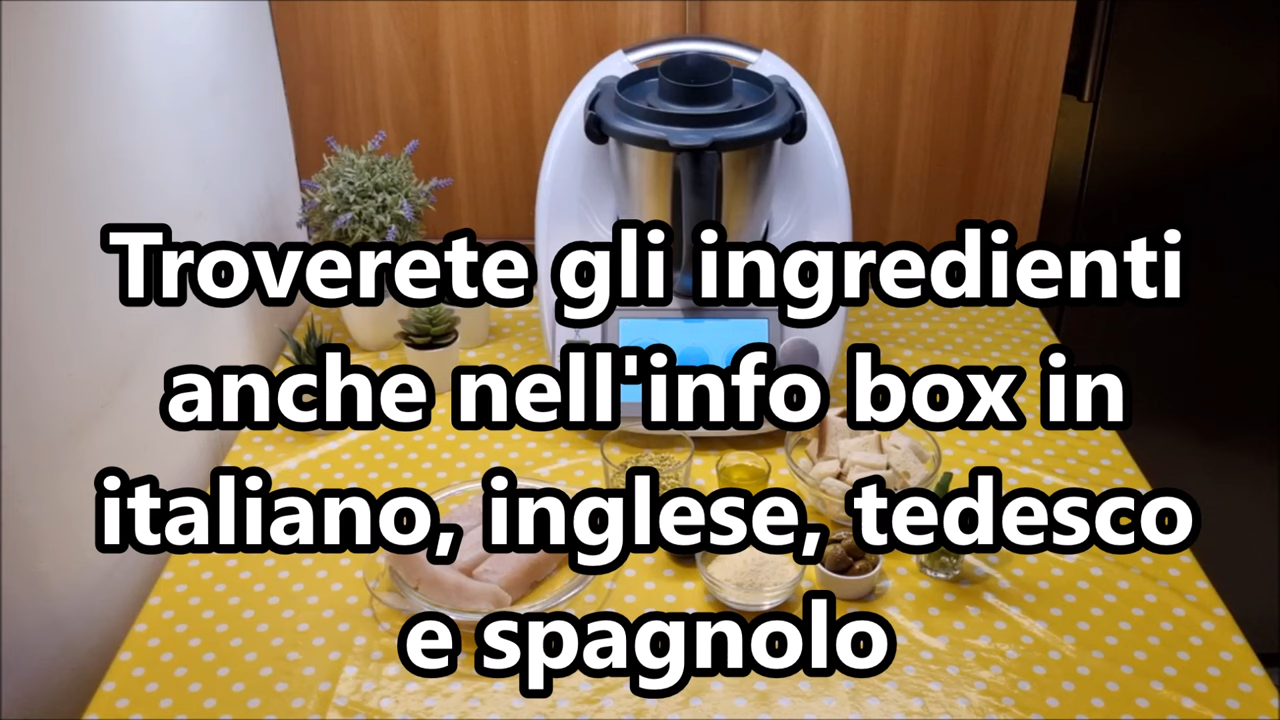 Troverete gli ingredienti
anche nell'info box in
italiano, inglese, tedesco
e spagnolo